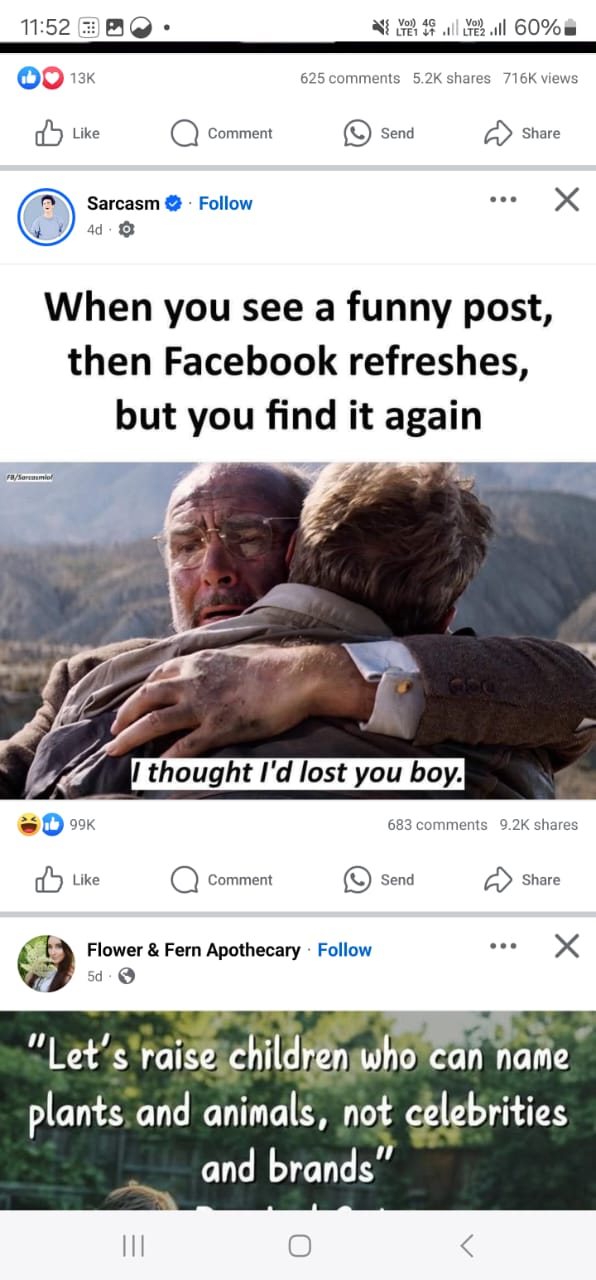 11:52
Vo) 4G Vo) 60%
LTE1 LTE2
13K 625 comments 5.2K shares 716K views
Like Comment Send Share
Sarcasm · Follow
4d ·
When you see a funny post,
then Facebook refreshes,
but you find it again
FB/Sarcasmlol
I thought I'd lost you boy.
99K 683 comments 9.2K shares
Like Comment Send Share
Flower & Fern Apothecary · Follow
5d ·
"Let's raise children who can name
plants and animals, not celebrities
and brands"